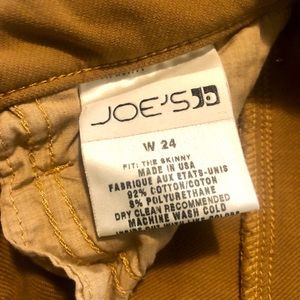 JOE'S
W 24
FIT: THE SKINNY
MADE IN USA
FABRIQUE AUX ETATS-UNIS
92% COTTON/COTON
8% POLYURETHANE
DRY CLEAN RECOMMENDED
MACHINE WASH COLD